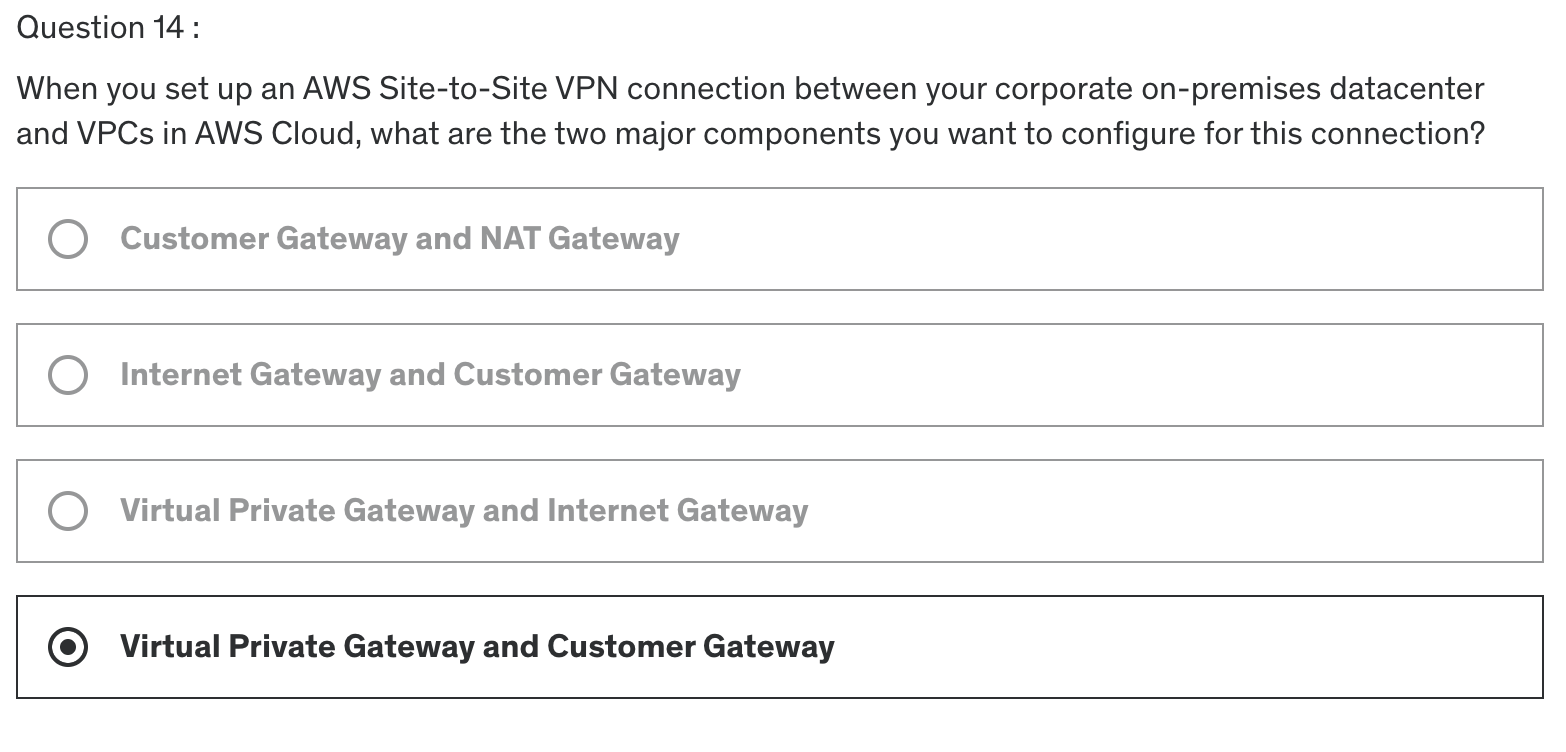 Question 14 :
When you set up an AWS Site-to-Site VPN connection between your corporate on-premises datacenter
and VPCs in AWS Cloud, what are the two major components you want to configure for this connection?
Customer Gateway and NAT Gateway
Internet Gateway and Customer Gateway
Virtual Private Gateway and Internet Gateway
Virtual Private Gateway and Customer Gateway